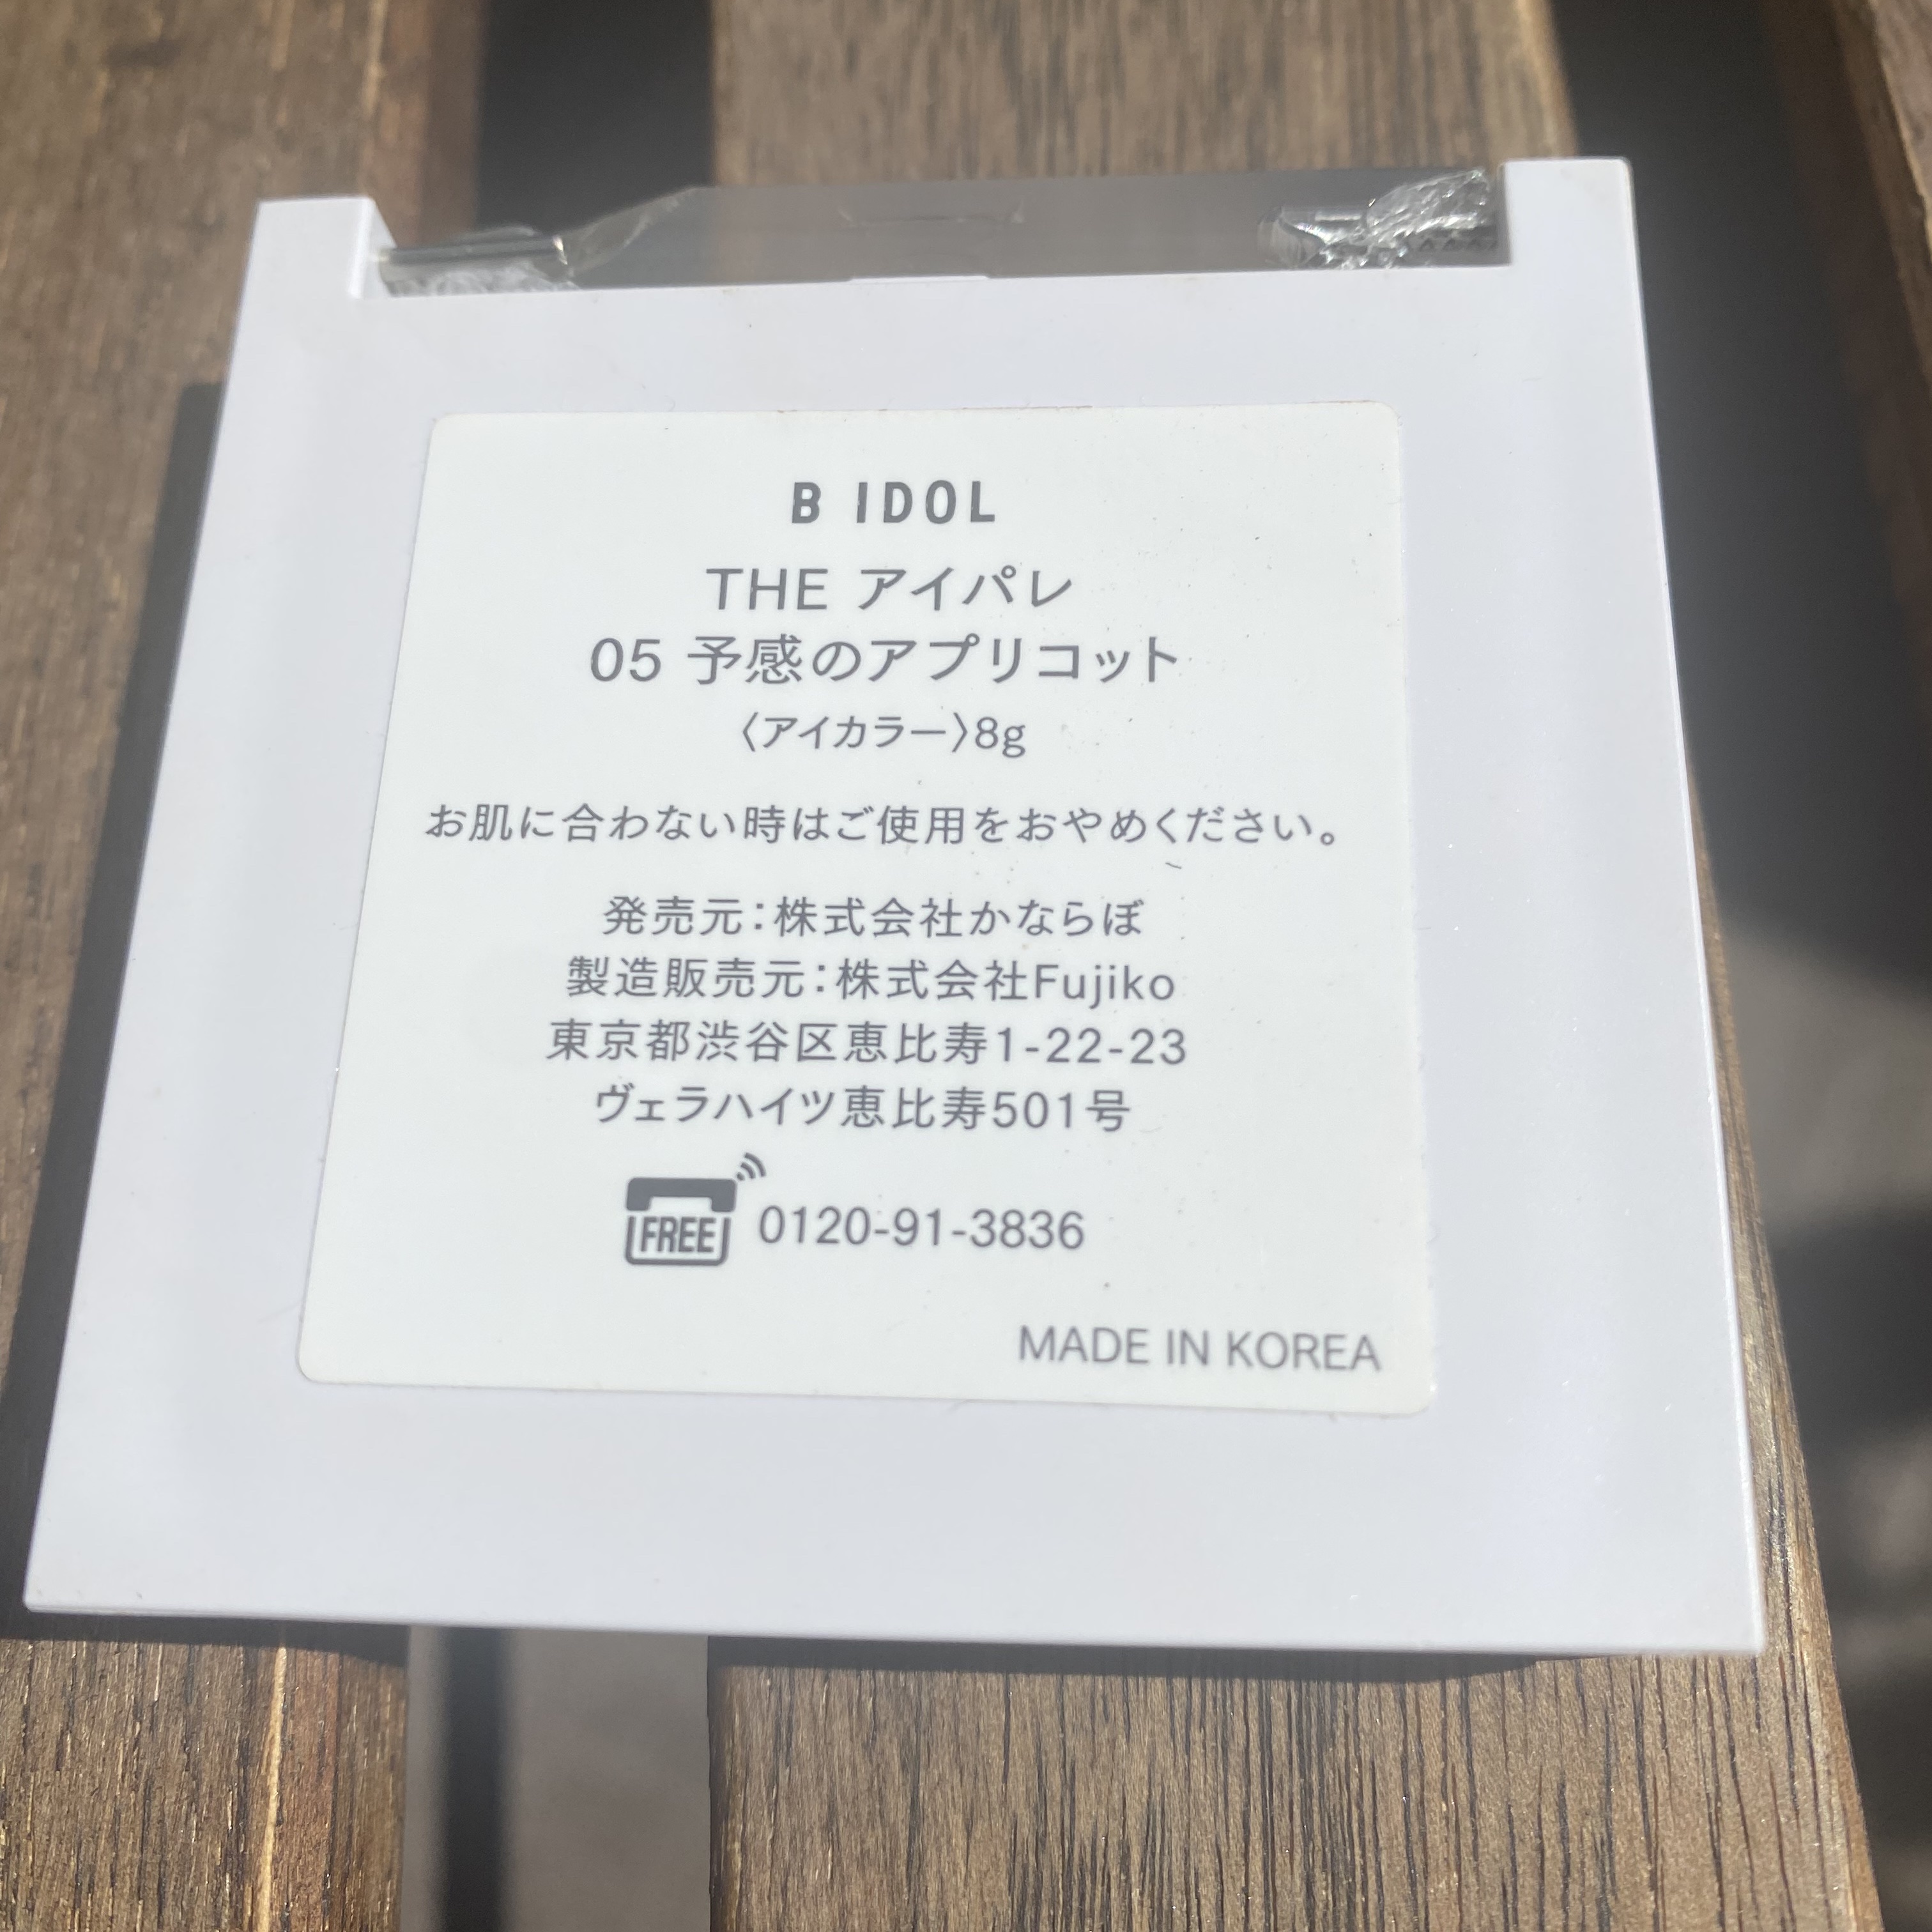 B IDOL
THE アイパレ
05 予感のアプリコット
〈アイカラー〉8g
お肌に合わない時はご使用をおやめください。
発売元：株式会社かならぼ
製造販売元：株式会社Fujiko
東京都渋谷区恵比寿1-22-23
ヴェラハイツ恵比寿501号
FREE 0120-91-3836
MADE IN KOREA